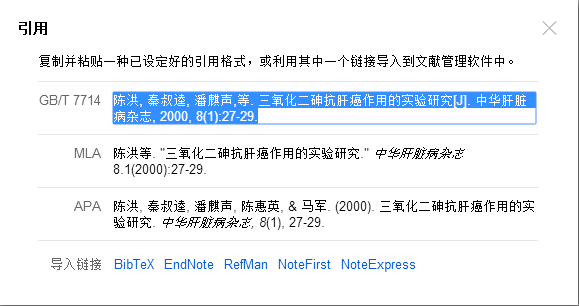 引用
复制并粘贴一种已设定好的引用格式，或利用其中一个链接导入到文献管理软件中。
GB/T 7714
陈洪, 秦叔逵, 潘麒声,等. 三氧化二砷抗肝癌作用的实验研究[J]. 中华肝脏
病杂志, 2000, 8(1):27-29.
MLA
陈洪等. "三氧化二砷抗肝癌作用的实验研究." 中华肝脏病杂志
8.1(2000):27-29.
APA
陈洪, 秦叔逵, 潘麒声, 陈惠英, & 马军. (2000). 三氧化二砷抗肝癌作用的实
验研究. 中华肝脏病杂志, 8(1), 27-29.
导入链接 BibTeX EndNote RefMan NoteFirst NoteExpress